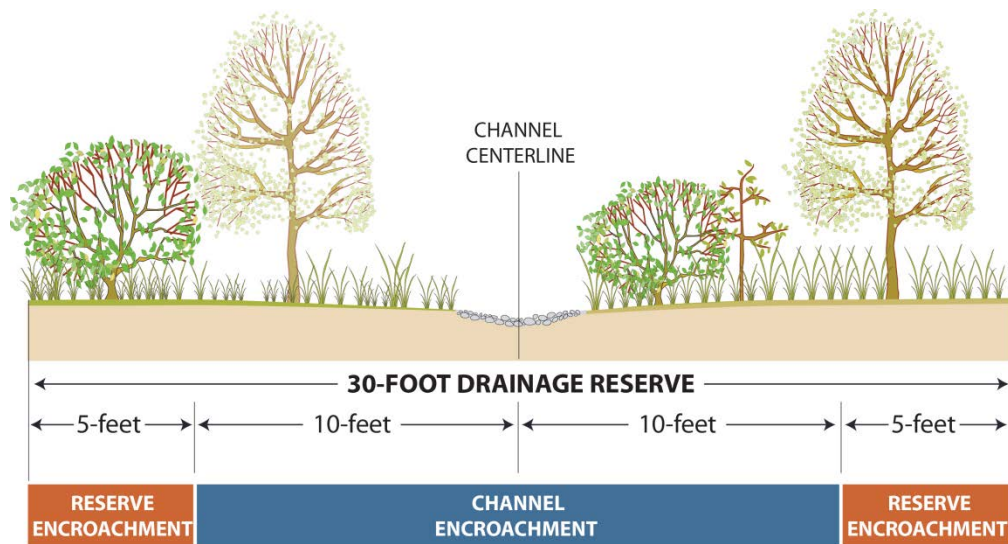 CHANNEL
CENTERLINE
30-FOOT DRAINAGE RESERVE
5-feet 10-feet 10-feet 5-feet
RESERVE
ENCROACHMENT
CHANNEL
ENCROACHMENT
RESERVE
ENCROACHMENT